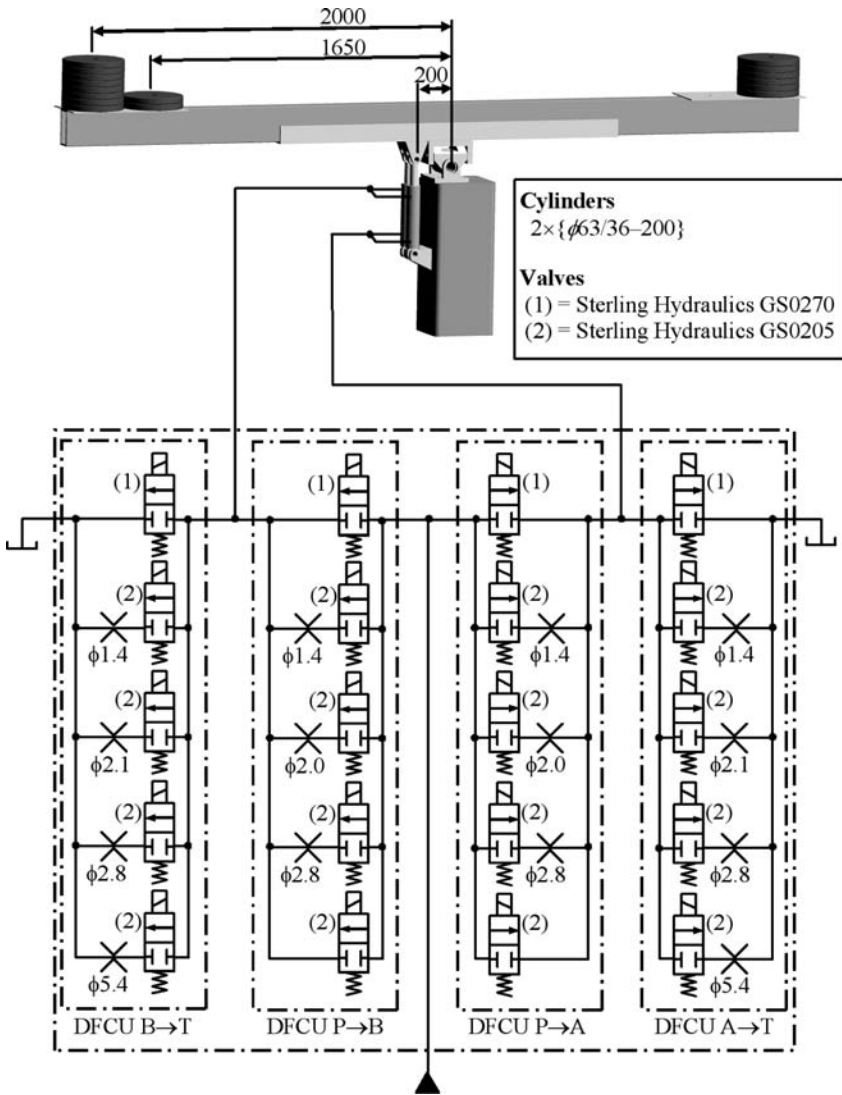 2000
1650
200
Cylinders
2×{ϕ63/36–200}
Valves
(1) = Sterling Hydraulics GS0270
(2) = Sterling Hydraulics GS0205
(1) (1) (1) (1)
(2) (2) (2) (2)
ϕ1.4 ϕ1.4 ϕ1.4 ϕ1.4
(2) (2) (2) (2)
ϕ2.1 ϕ2.0 ϕ2.0 ϕ2.1
(2) (2) (2) (2)
ϕ2.8 ϕ2.8 ϕ2.8 ϕ2.8
(2) (2) (2) (2)
ϕ5.4 ϕ5.4
DFCU B→T DFCU P→B DFCU P→A DFCU A→T